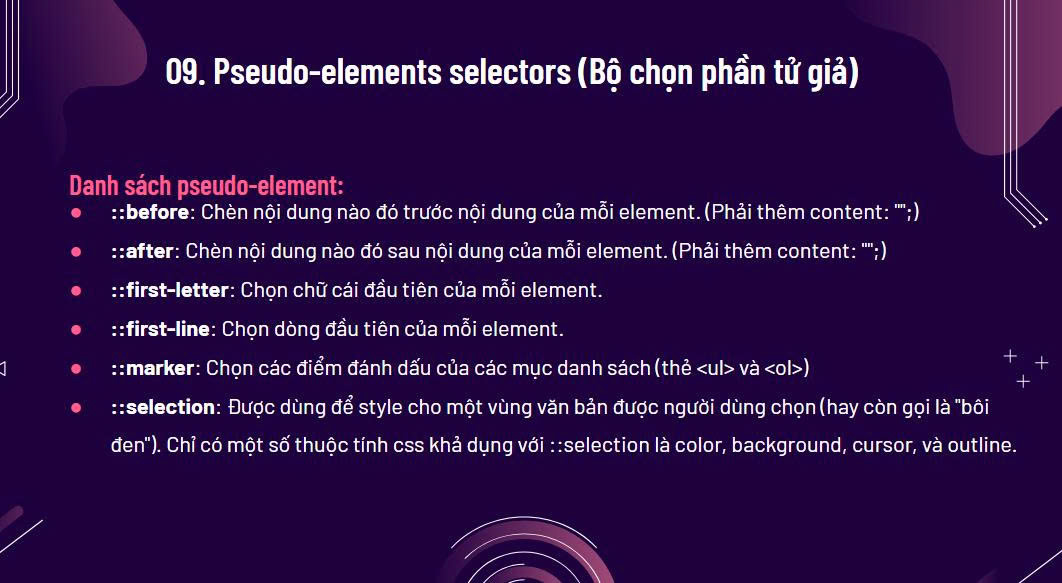 09. Pseudo-elements selectors (Bộ chọn phần tử giả)
Danh sách pseudo-element:
::before: Chèn nội dung nào đó trước nội dung của mỗi element. (Phải thêm content: "";)
::after: Chèn nội dung nào đó sau nội dung của mỗi element. (Phải thêm content: "";)
::first-letter: Chọn chữ cái đầu tiên của mỗi element.
::first-line: Chọn dòng đầu tiên của mỗi element.
::marker: Chọn các điểm đánh dấu của các mục danh sách (thẻ <ul> và <ol>)
::selection: Được dùng để style cho một vùng văn bản được người dùng chọn (hay còn gọi là "bôi
đen"). Chỉ có một số thuộc tính css khả dụng với ::selection là color, background, cursor, và outline.